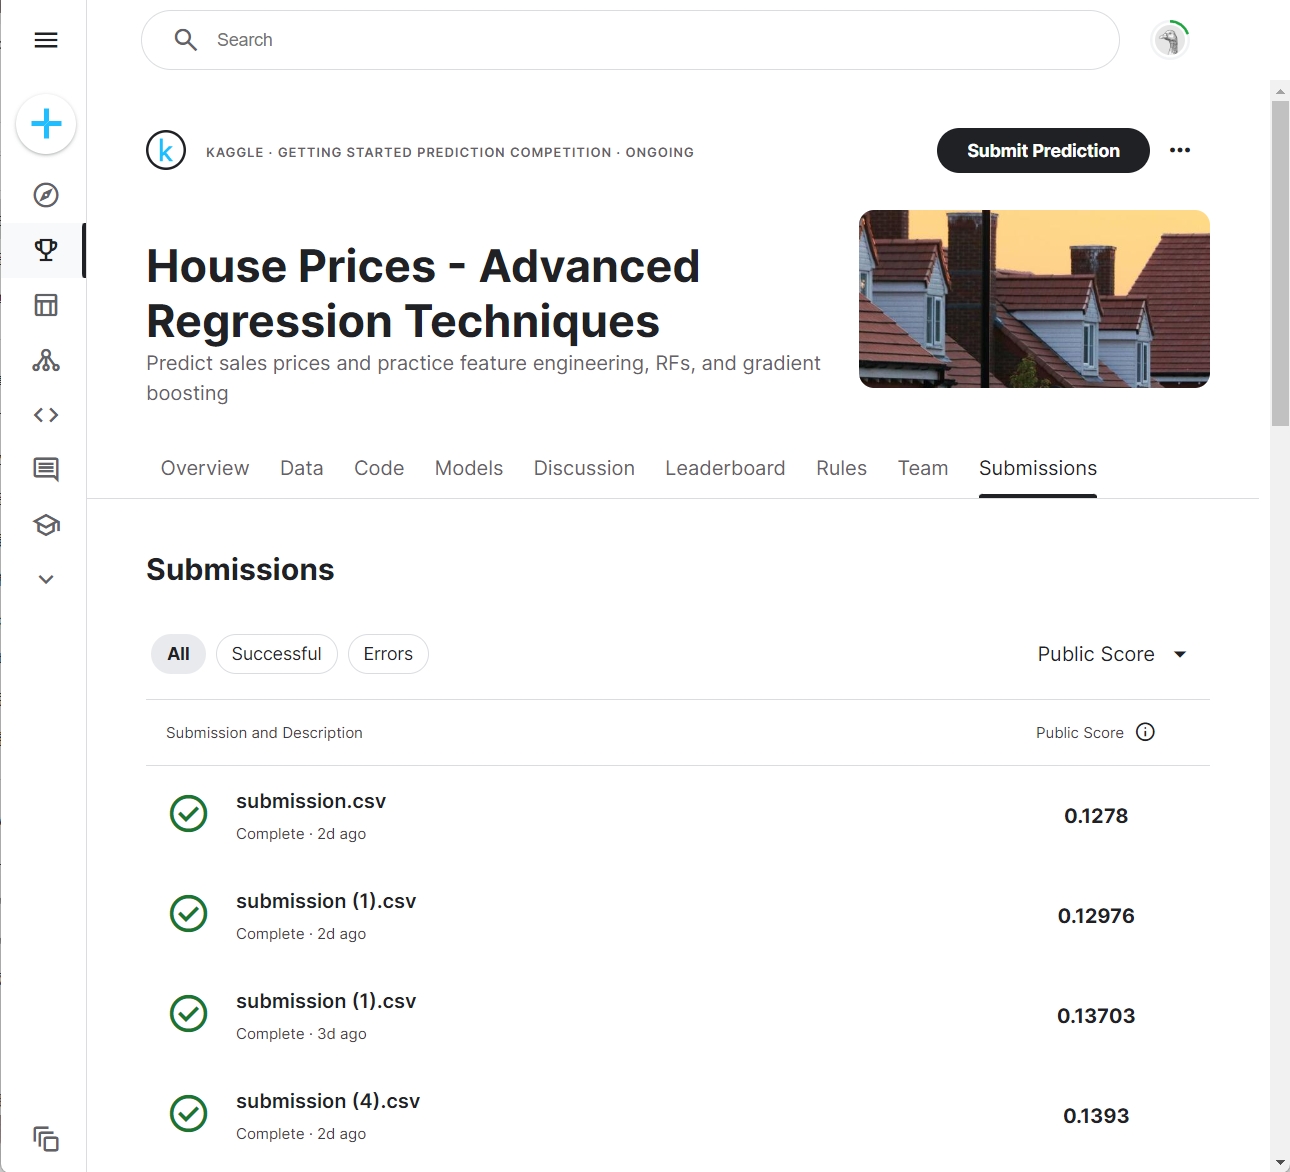 Search
k
KAGGLE · GETTING STARTED PREDICTION COMPETITION · ONGOING
Submit Prediction
House Prices - Advanced
Regression Techniques
Predict sales prices and practice feature engineering, RFs, and gradient
boosting
Overview Data Code Models Discussion Leaderboard Rules Team Submissions
Submissions
All Successful Errors Public Score
Submission and Description Public Score
submission.csv
Complete · 2d ago
0.1278
submission (1).csv
Complete · 2d ago
0.12976
submission (1).csv
Complete · 3d ago
0.13703
submission (4).csv
Complete · 2d ago
0.1393